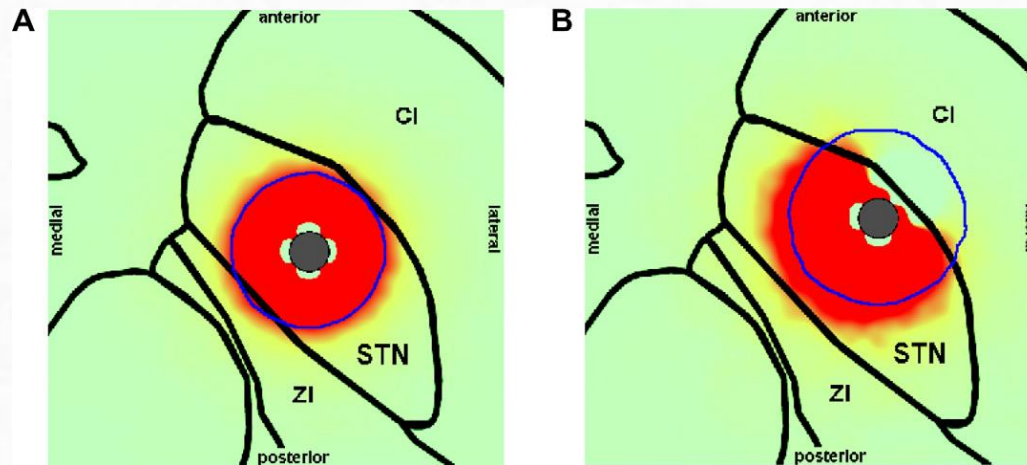 A
anterior
CI
medial
lateral
STN
ZI
posterior
B
anterior
CI
medial
STN
ZI
posterior